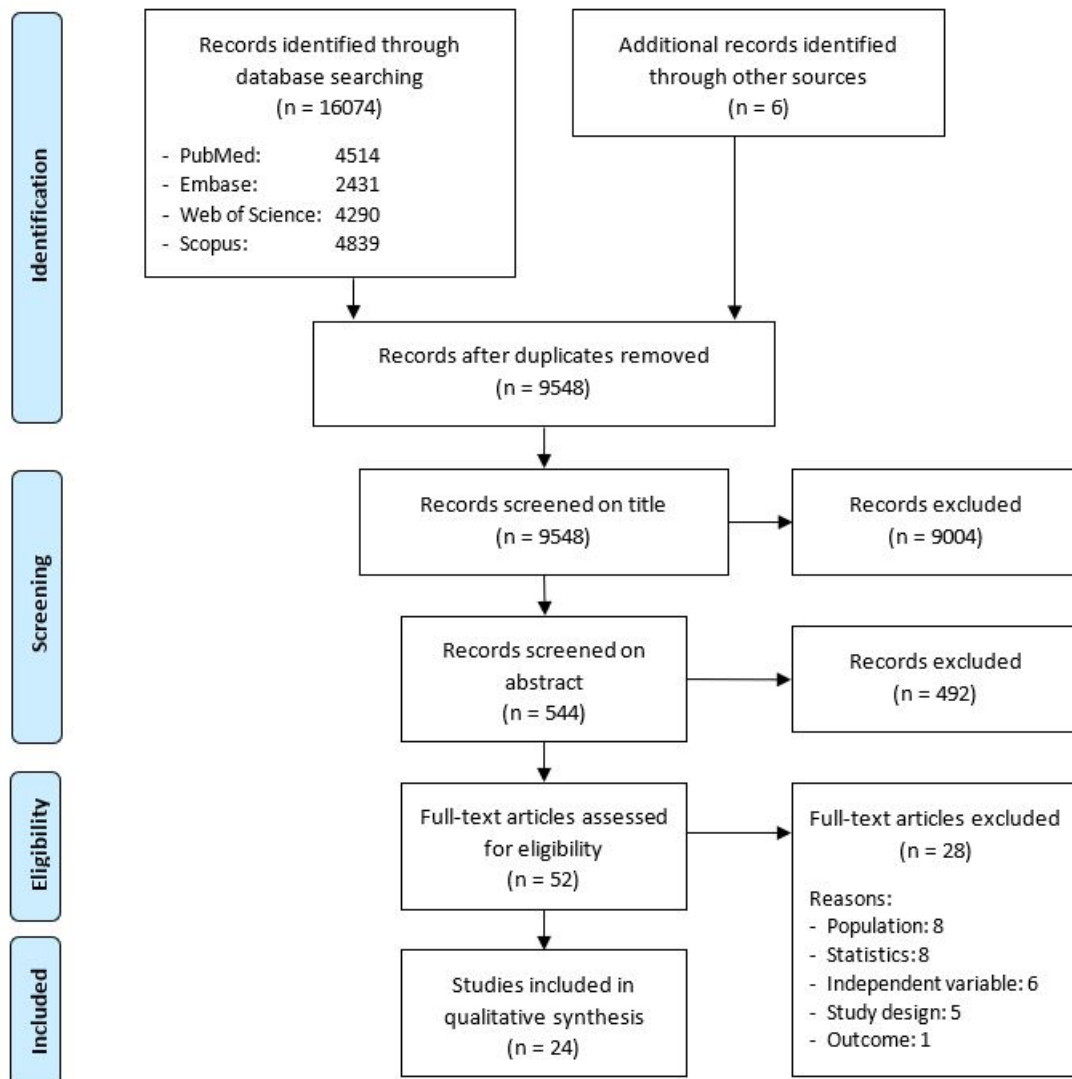 Identification
Records identified through
database searching
(n = 16074)
- PubMed: 4514
- Embase: 2431
- Web of Science: 4290
- Scopus: 4839
Additional records identified
through other sources
(n = 6)
Records after duplicates removed
(n = 9548)
Screening
Records screened on title
(n = 9548)
Records excluded
(n = 9004)
Records screened on
abstract
(n = 544)
Records excluded
(n = 492)
Eligibility
Full-text articles assessed
for eligibility
(n = 52)
Full-text articles excluded
(n = 28)
Reasons:
- Population: 8
- Statistics: 8
- Independent variable: 6
- Study design: 5
- Outcome: 1
Included
Studies included in
qualitative synthesis
(n = 24)